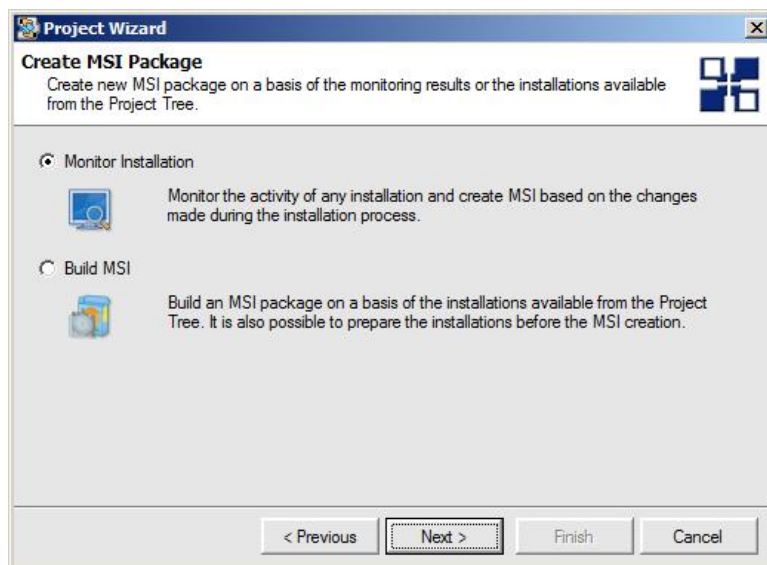 Project Wizard
Create MSI Package
Create new MSI package on a basis of the monitoring results or the installations available
from the Project Tree.
Monitor Installation
Monitor the activity of any installation and create MSI based on the changes
made during the installation process.
Build MSI
Build an MSI package on a basis of the installations available from the Project
Tree. It is also possible to prepare the installations before the MSI creation.
< Previous
Next >
Finish
Cancel